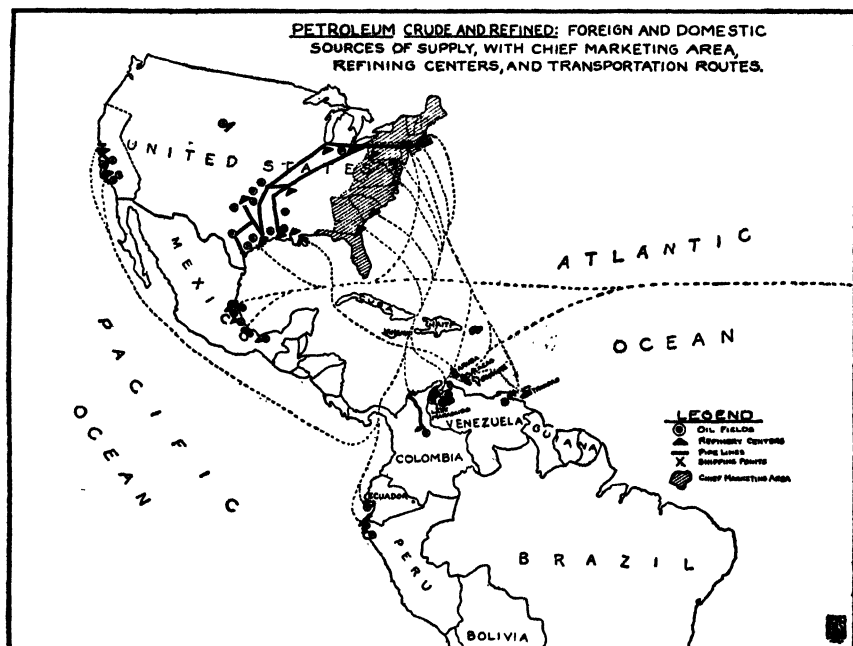 PETROLEUM CRUDE AND REFINED: FOREIGN AND DOMESTIC
SOURCES OF SUPPLY, WITH CHIEF MARKETING AREA,
REFINING CENTERS, AND TRANSPORTATION ROUTES.
UNITED STATES
MEXICO
ATLANTIC
OCEAN
PACIFIC
OCEAN
CUBA
HAITI
VENEZUELA
GUIANA
COLOMBIA
ECUADOR
PERU
BRAZIL
BOLIVIA
LEGEND
OIL FIELDS
REFINERY CENTERS
PIPE LINES
SHIPPING POINTS
CHIEF MARKETING AREA